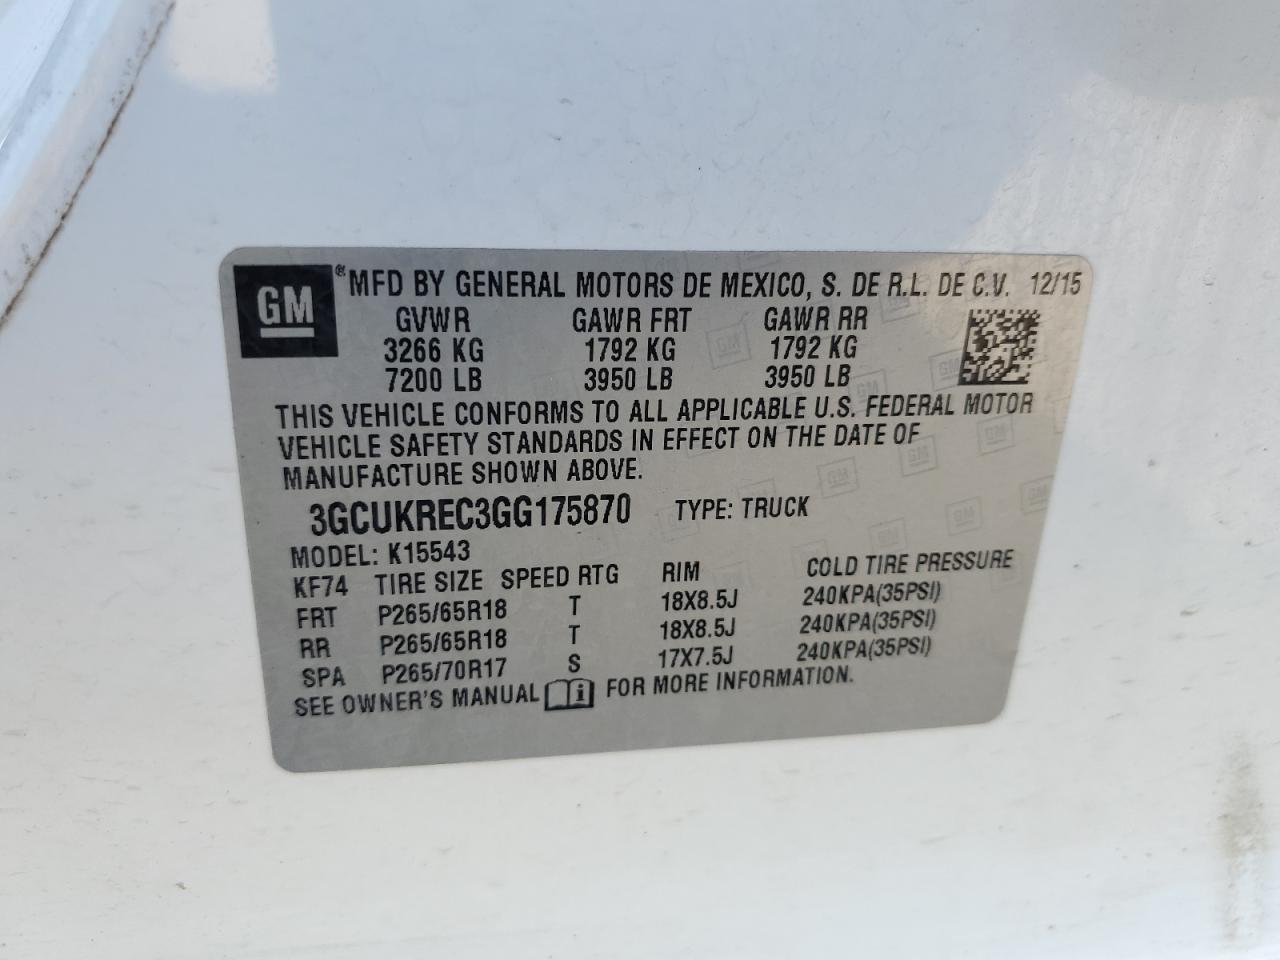 GM ® MFD BY GENERAL MOTORS DE MEXICO, S. DE R.L. DE C.V. 12/15
GVWR GAWR FRT GAWR RR
3266 KG 1792 KG 1792 KG
7200 LB 3950 LB 3950 LB
THIS VEHICLE CONFORMS TO ALL APPLICABLE U.S. FEDERAL MOTOR
VEHICLE SAFETY STANDARDS IN EFFECT ON THE DATE OF
MANUFACTURE SHOWN ABOVE.
3GCUKREC3GG175870 TYPE: TRUCK
MODEL: K15543
KF74 TIRE SIZE SPEED RTG RIM COLD TIRE PRESSURE
FRT P265/65R18 T 18X8.5J 240KPA(35PSI)
RR P265/65R18 T 18X8.5J 240KPA(35PSI)
SPA P265/70R17 S 17X7.5J 240KPA(35PSI)
SEE OWNER'S MANUAL i FOR MORE INFORMATION.